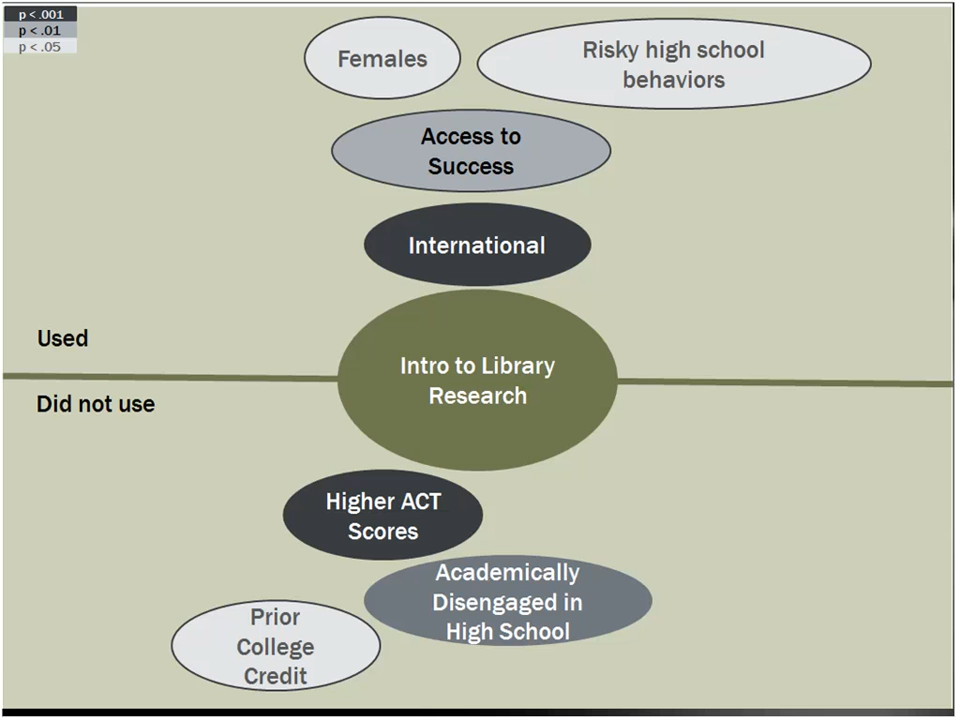 p < .001
p < .01
p < .05
Females
Risky high school
behaviors
Access to
Success
International
Used
Intro to Library
Research
Did not use
Higher ACT
Scores
Academically
Disengaged in
High School
Prior
College
Credit